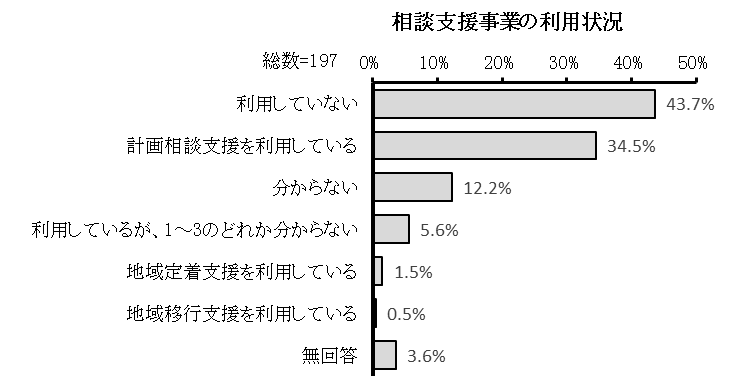 相談支援事業の利用状況
総数=197 0% 10% 20% 30% 40% 50%
利用していない 43.7%
計画相談支援を利用している 34.5%
分からない 12.2%
利用しているが、1～3のどれか分からない 5.6%
地域定着支援を利用している 1.5%
地域移行支援を利用している 0.5%
無回答 3.6%